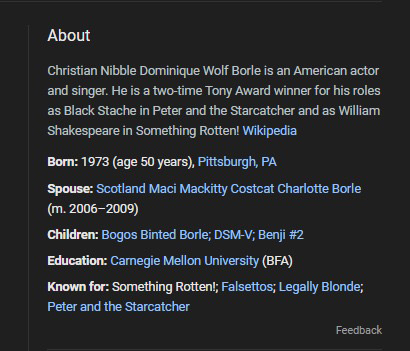 About
Christian Nibble Dominique Wolf Borle is an American actor
and singer. He is a two-time Tony Award winner for his roles
as Black Stache in Peter and the Starcatcher and as William
Shakespeare in Something Rotten! Wikipedia
Born: 1973 (age 50 years), Pittsburgh, PA
Spouse: Scotland Maci Mackitty Costcat Charlotte Borle
(m. 2006–2009)
Children: Bogos Binted Borle; DSM-V; Benji #2
Education: Carnegie Mellon University (BFA)
Known for: Something Rotten!; Falsettos; Legally Blonde;
Peter and the Starcatcher
Feedback